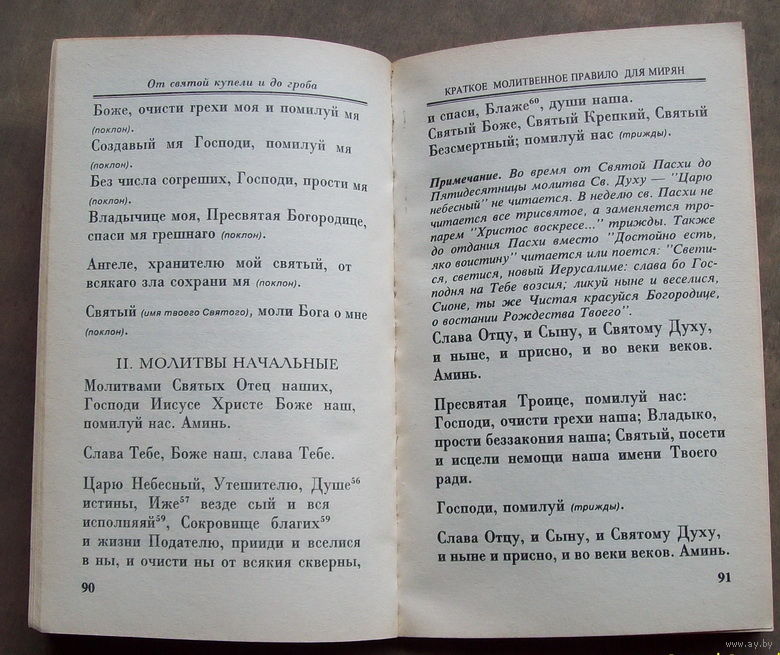 От святой купели и до гроба
Боже, очисти грехи моя и помилуй мя
(поклон).
Создавый мя Господи, помилуй мя
(поклон).
Без числа согреших, Господи, прости мя
(поклон).
Владычице моя, Пресвятая Богородице,
спаси мя грешнаго (поклон).
Ангеле, хранителю мой святый, от
всякаго зла сохрани мя (поклон).
Святый (имя твоего Святого), моли Бога о мне
(поклон).
II. МОЛИТВЫ НАЧАЛЬНЫЕ
Молитвами Святых Отец наших,
Господи Иисусе Христе Боже наш,
помилуй нас. Аминь.
Слава Тебе, Боже наш, слава Тебе.
Царю Небесный, Утешителю, Душе⁵⁶
истины, Иже⁵⁷ везде сый и вся
исполняяй⁵⁹, Сокровище благих⁵⁹
и жизни Подателю, прииди и вселися
в ны, и очисти ны от всякия скверны,
90
КРАТКОЕ МОЛИТВЕННОЕ ПРАВИЛО ДЛЯ МИРЯН
и спаси, Блаже⁶⁰, души наша.
Святый Боже, Святый Крепкий, Святый
Безсмертный; помилуй нас (трижды).
Примечание. Во время от Святой Пасхи до
Пятидесятницы молитва Св. Духу — "Царю
небесный" не читается. В неделю св. Пасхи не
читается все трисвятое, а заменяется тро-
парем "Христос воскресе..." трижды. Также
до отдания Пасхи вместо "Достойно есть,
яко воистину" читается или поется: "Свети-
ся, светися, новый Иерусалиме: слава бо Гос-
подня на Тебе возсия; ликуй ныне и веселися,
Сионе, ты же Чистая красуйся Богородице,
о востании Рождества Твоего".
Слава Отцу, и Сыну, и Святому Духу,
и ныне, и присно, и во веки веков.
Аминь.
Пресвятая Троице, помилуй нас:
Господи, очисти грехи наша; Владыко,
прости беззакония наша; Святый, посети
и исцели немощи наша имени Твоего
ради.
Господи, помилуй (трижды).
Слава Отцу, и Сыну, и Святому Духу,
и ныне и присно, и во веки веков. Аминь.
91
www.ay.by